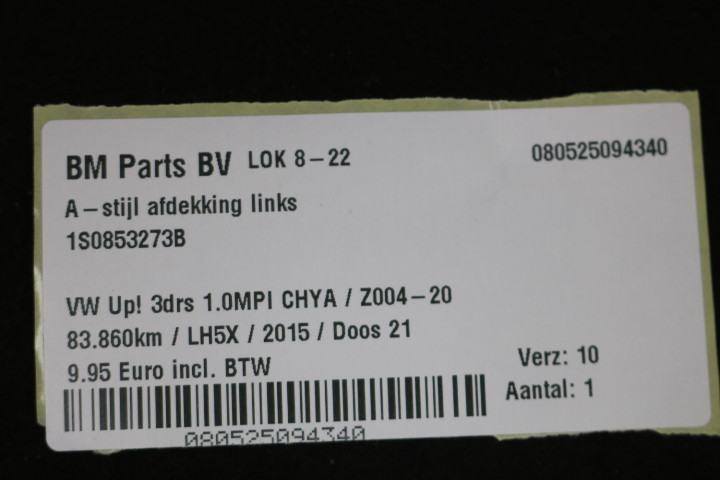 BM Parts BV LOK 8-22 080525094340
A-stijl afdekking links
1S0853273B
VW Up! 3drs 1.0MPI CHYA / Z004-20
83.860km / LH5X / 2015 / Doos 21
9.95 Euro incl. BTW Verz: 10
Aantal: 1
080525094340